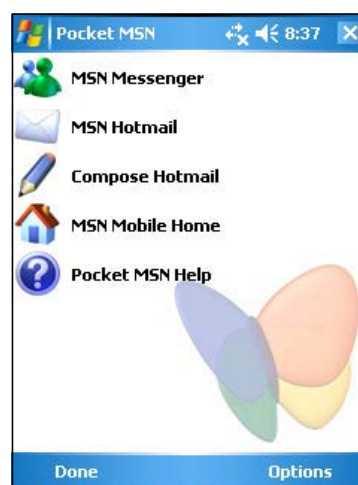 Pocket MSN 8:37
MSN Messenger
MSN Hotmail
Compose Hotmail
MSN Mobile Home
Pocket MSN Help
Done Options